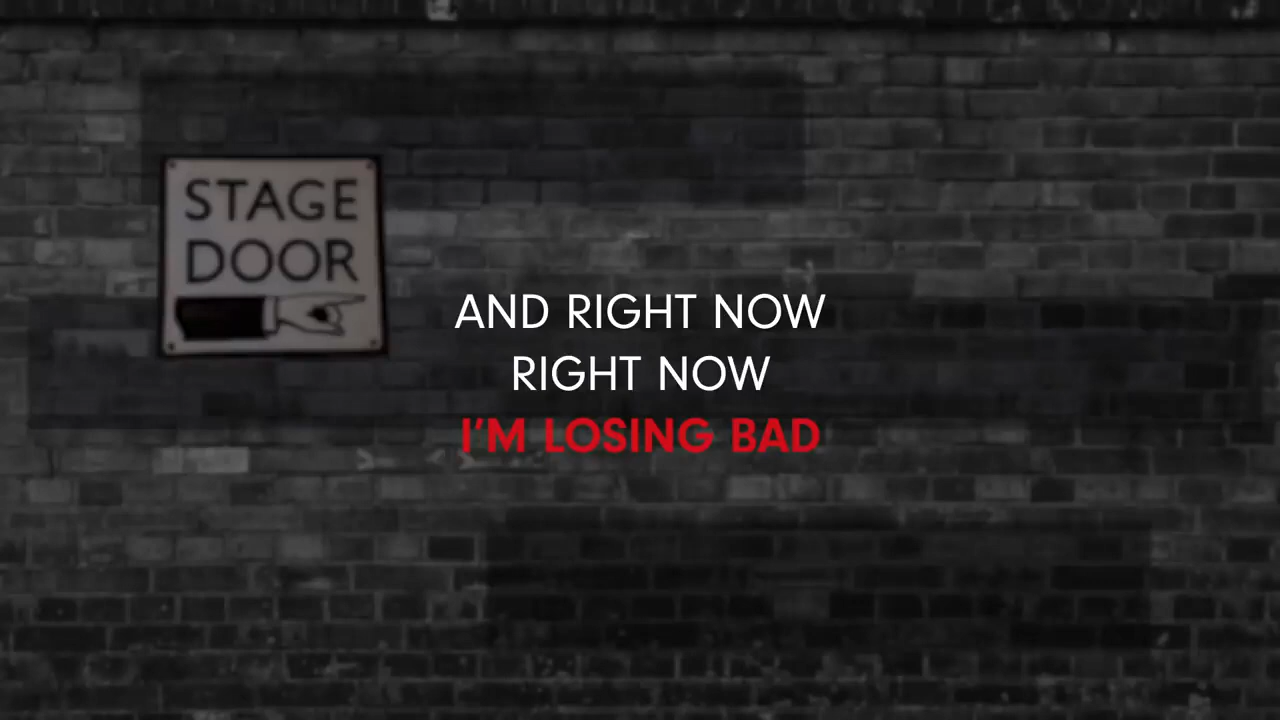 STAGE
DOOR
AND RIGHT NOW
RIGHT NOW
I'M LOSING BAD